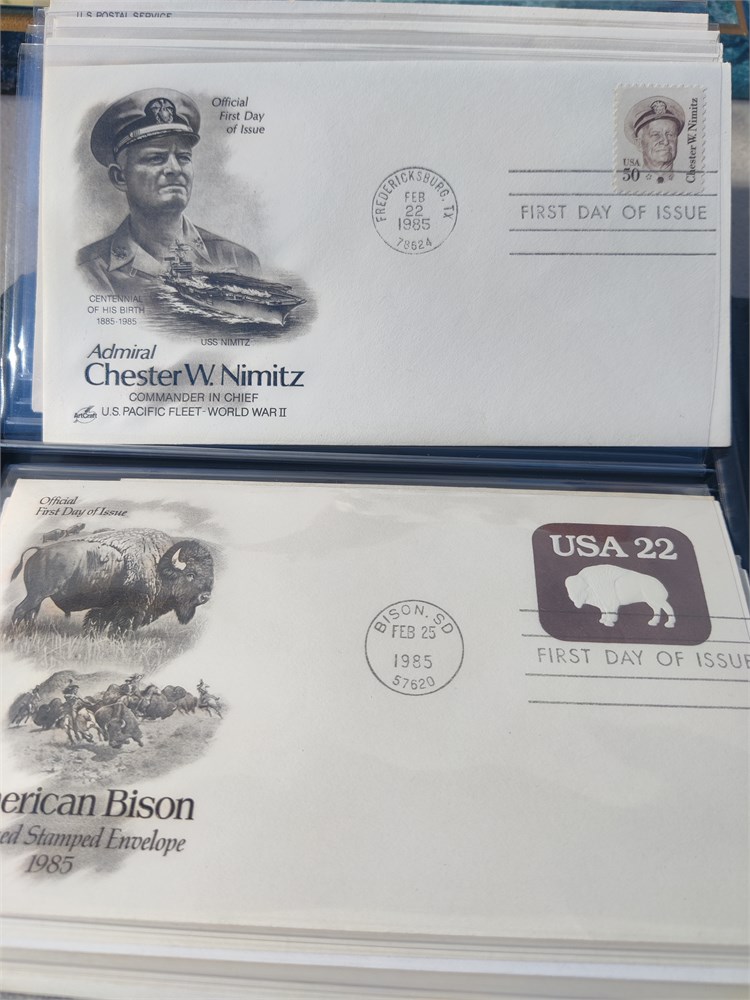 U.S. POSTAL SERVICE
Official
First Day
of Issue
CENTENNIAL
OF HIS BIRTH
1885-1985
USS NIMITZ
Admiral
Chester W. Nimitz
COMMANDER IN CHIEF
U.S. PACIFIC FLEET - WORLD WAR II
ArtCraft
FREDERICKSBURG, TX
FEB
22
1985
78624
USA
50
Chester W. Nimitz
FIRST DAY OF ISSUE
Official
First Day of Issue
erican Bison
ed Stamped Envelope
1985
BISON, SD
FEB 25
1985
57620
USA 22
FIRST DAY OF ISSUE